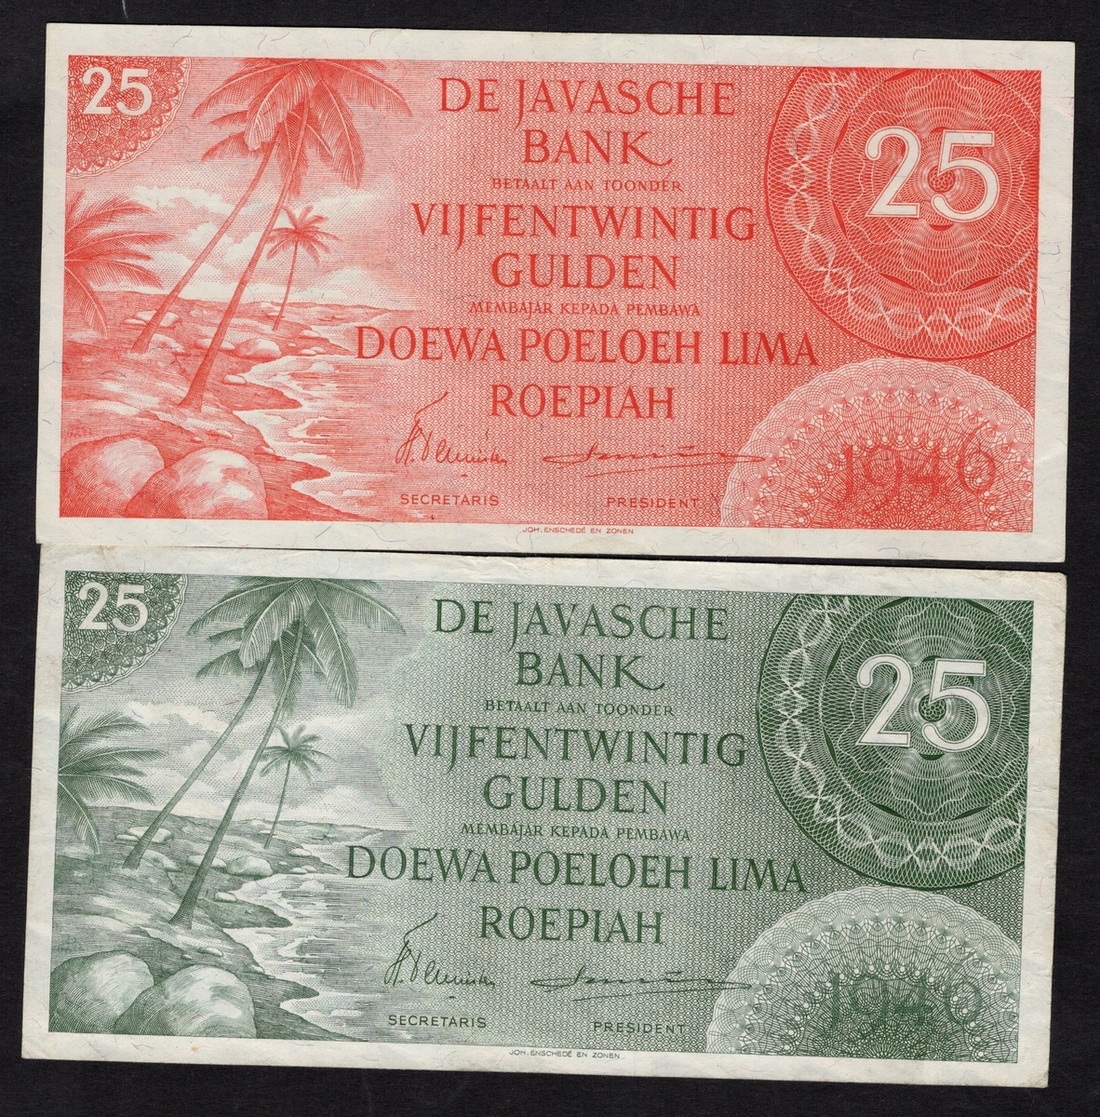 25
DE JAVASCHE
BANK
BETAALT AAN TOONDER
VIJFENTWINTIG
GULDEN
MEMBAJAR KEPADA PEMBAWA
DOEWA POELOEH LIMA
ROEPIAH
25
SECRETARIS
PRESIDENT
1946
JOH. ENSCHEDÉ EN ZONEN
25
DE JAVASCHE
BANK
BETAALT AAN TOONDER
VIJFENTWINTIG
GULDEN
MEMBAJAR KEPADA PEMBAWA
DOEWA POELOEH LIMA
ROEPIAH
25
SECRETARIS
PRESIDENT
1946
JOH. ENSCHEDÉ EN ZONEN